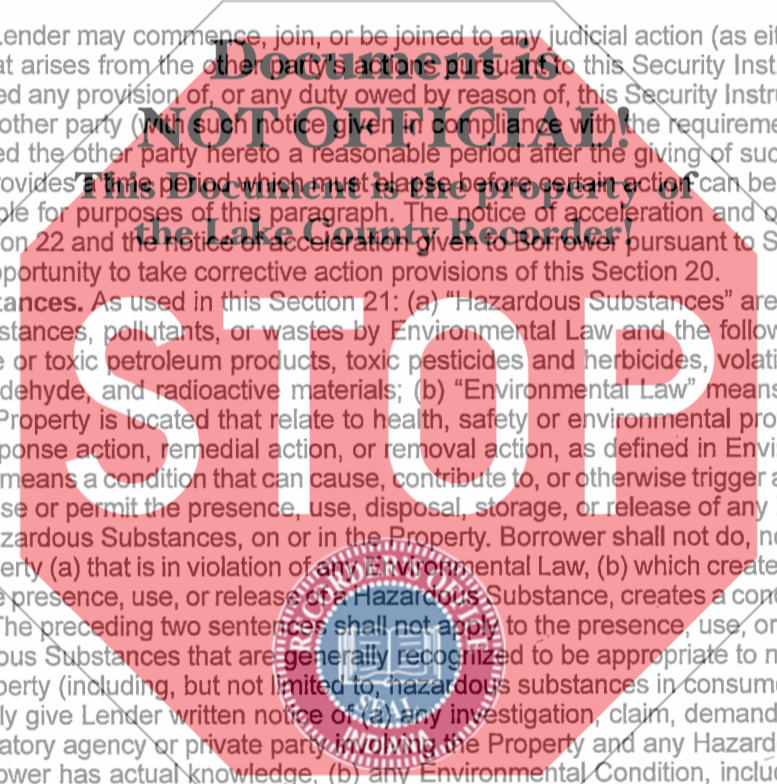 Lender may commence, join, or be joined to any judicial action (as eit
Document is
at arises from the other party's actions pursuant to this Security Inst
ed any provision of, or any duty owed by reason of, this Security Instru
NOT OFFICIAL!
other party (with such notice given in compliance with the requireme
ed the other party hereto a reasonable period after the giving of suc
ovides a time period which must elapse before certain action can be
This Document is the property of
ole for purposes of this paragraph. The notice of acceleration and o
the Lake County Recorder!
on 22 and the notice of acceleration given to Borrower pursuant to S
portunity to take corrective action provisions of this Section 20.
tances. As used in this Section 21: (a) “Hazardous Substances” are
STOP
stances, pollutants, or wastes by Environmental Law and the follow
e or toxic petroleum products, toxic pesticides and herbicides, volati
dehyde, and radioactive materials; (b) “Environmental Law” means
Property is located that relate to health, safety or environmental pro
ponse action, remedial action, or removal action, as defined in Envi
means a condition that can cause, contribute to, or otherwise trigger a
se or permit the presence, use, disposal, storage, or release of any
zardous Substances, on or in the Property. Borrower shall not do, no
erty (a) that is in violation of any Environmental Law, (b) which create
e presence, use, or release of a Hazardous Substance, creates a cond
The preceding two sentences shall not apply to the presence, use, or
ous Substances that are generally recognized to be appropriate to n
perty (including, but not limited to, hazardous substances in consume
ly give Lender written notice of (a) any investigation, claim, demand
atory agency or private party involving the Property and any Hazard
ower has actual knowledge, (b) any Environmental Condition, includ
SEAL
INDIANA